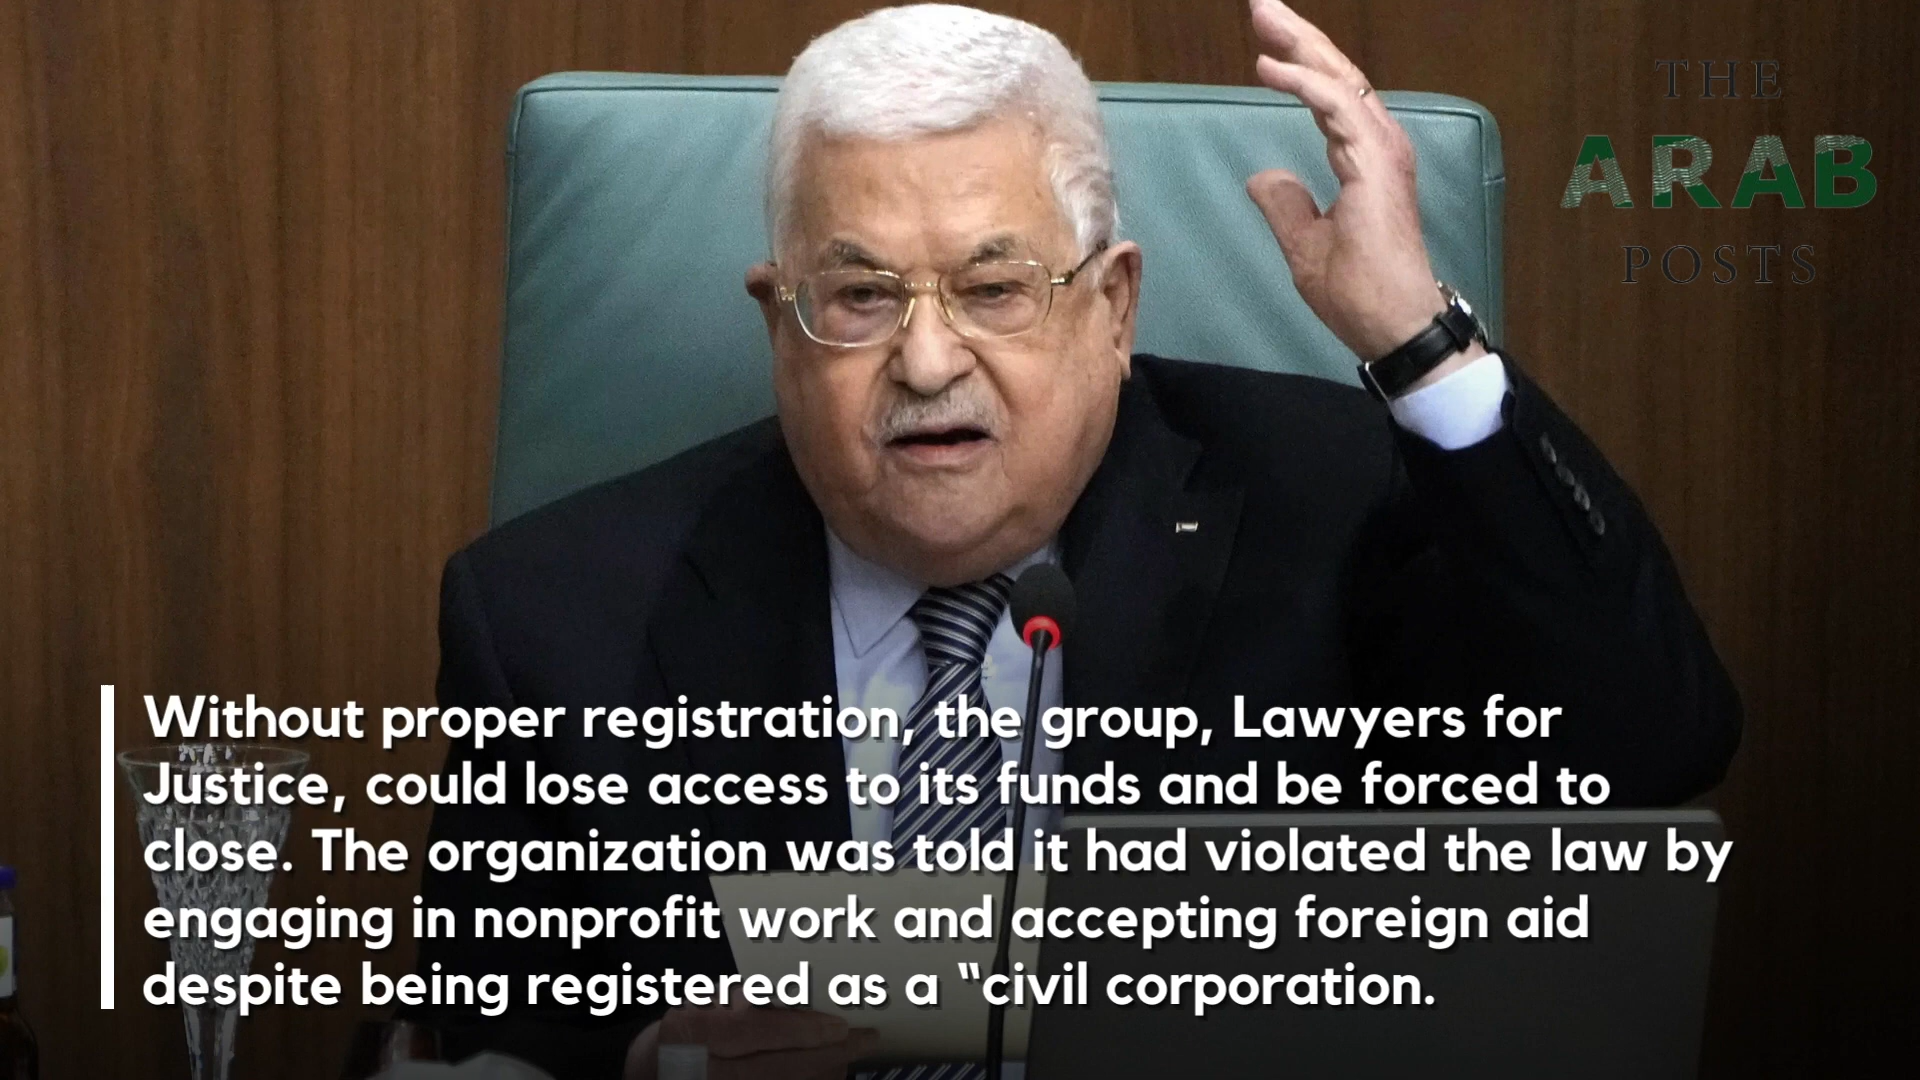 THE
ARAB
POSTS
Without proper registration, the group, Lawyers for
Justice, could lose access to its funds and be forced to
close. The organization was told it had violated the law by
engaging in nonprofit work and accepting foreign aid
despite being registered as a “civil corporation.